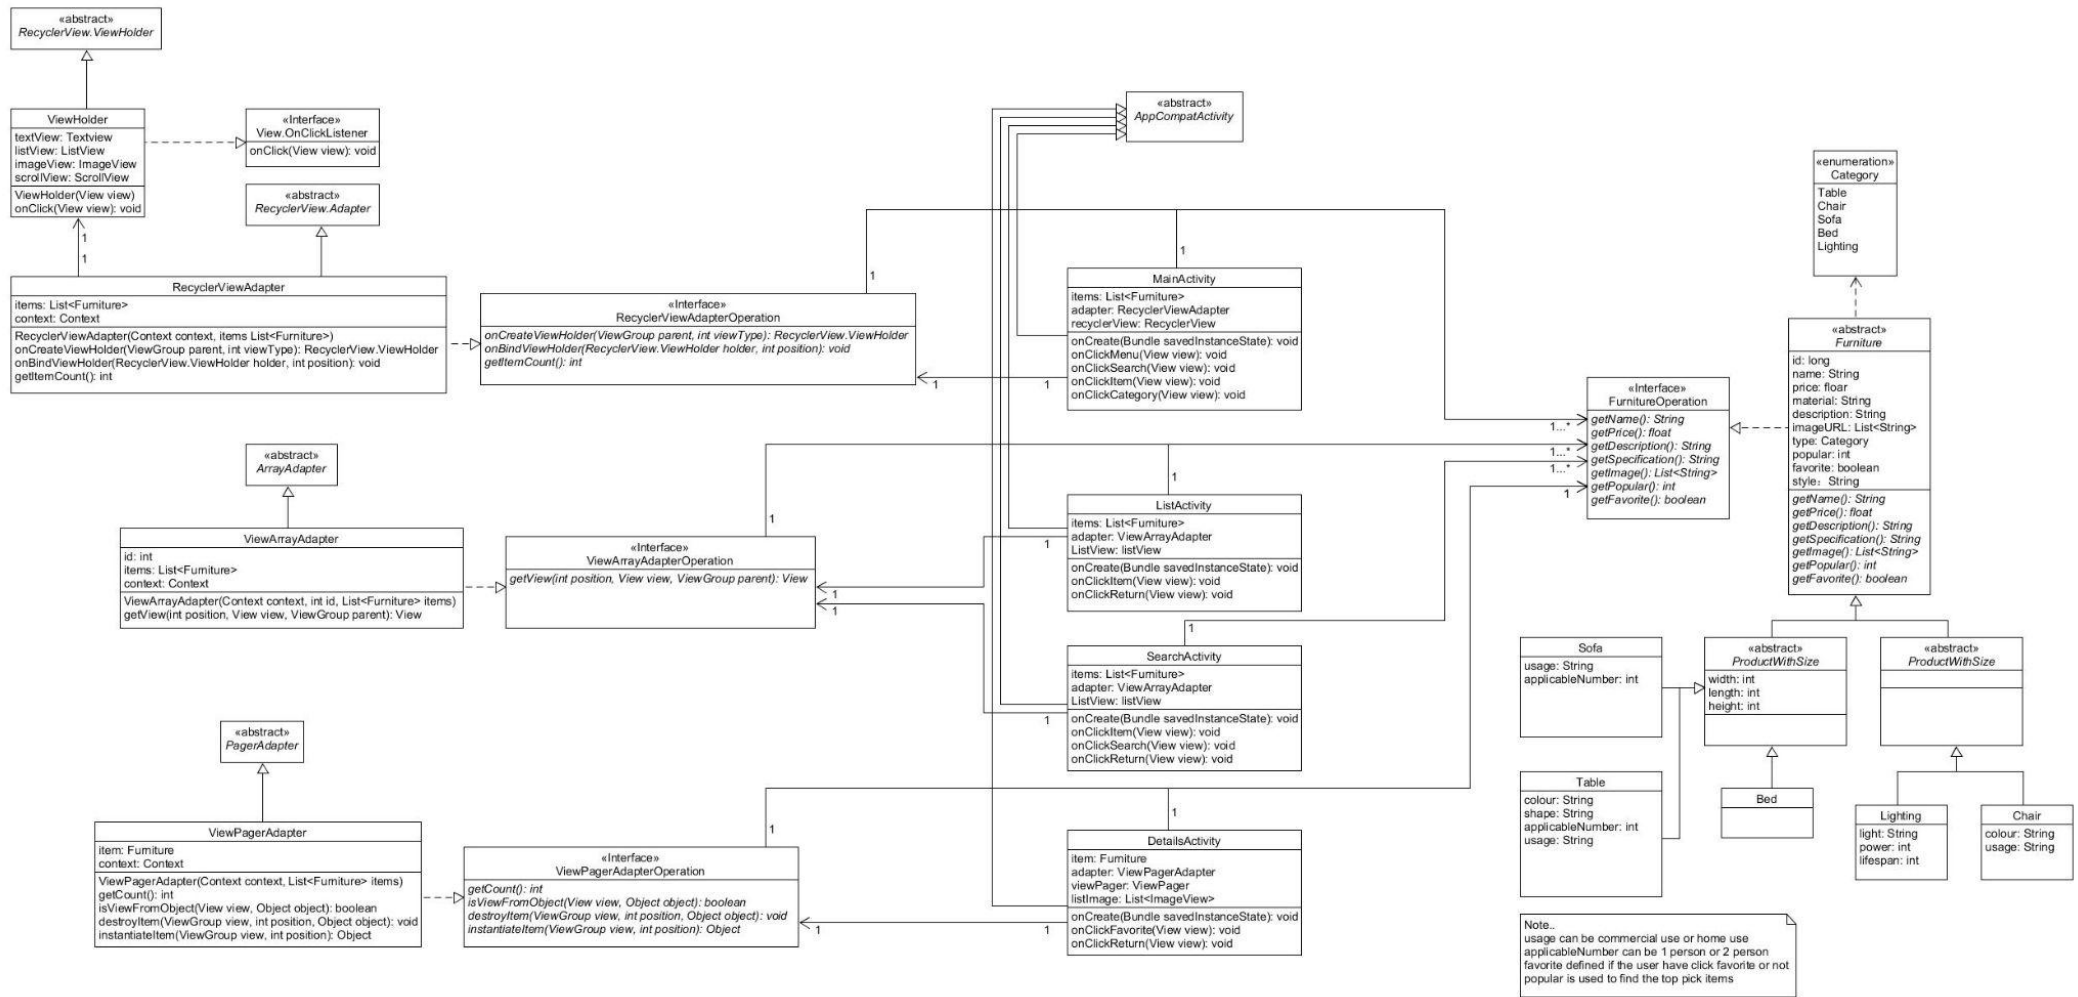 «abstract»
RecyclerView.ViewHolder
ViewHolder
textView: Textview
listView: ListView
imageView: ImageView
scrollView: ScrollView
ViewHolder(View view)
onClick(View view): void
«Interface»
View.OnClickListener
onClick(View view): void
«abstract»
RecyclerView.Adapter
1
1
RecyclerViewAdapter
items: List<Furniture>
context: Context
RecyclerViewAdapter(Context context, items List<Furniture>)
onCreateViewHolder(ViewGroup parent, int viewType): RecyclerView.ViewHolder
onBindViewHolder(RecyclerView.ViewHolder holder, int position): void
getItemCount(): int
«Interface»
RecyclerViewAdapterOperation
onCreateViewHolder(ViewGroup parent, int viewType): RecyclerView.ViewHolder
onBindViewHolder(RecyclerView.ViewHolder holder, int position): void
getItemCount(): int
1
1
1
1
«abstract»
AppCompatActivity
MainActivity
items: List<Furniture>
adapter: RecyclerViewAdapter
recyclerView: RecyclerView
onCreate(Bundle savedInstanceState): void
onClickMenu(View view): void
onClickSearch(View view): void
onClickItem(View view): void
onClickCategory(View view): void
«abstract»
ArrayAdapter
ViewArrayAdapter
id: int
items: List<Furniture>
context: Context
ViewArrayAdapter(Context context, int id, List<Furniture> items)
getView(int position, View view, ViewGroup parent): View
«Interface»
ViewArrayAdapterOperation
getView(int position, View view, ViewGroup parent): View
1
1
1
1
1
1
1
ListActivity
items: List<Furniture>
adapter: ViewArrayAdapter
ListView: listView
onCreate(Bundle savedInstanceState): void
onClickItem(View view): void
onClickReturn(View view): void
SearchActivity
items: List<Furniture>
adapter: ViewArrayAdapter
ListView: listView
onCreate(Bundle savedInstanceState): void
onClickItem(View view): void
onClickSearch(View view): void
onClickReturn(View view): void
«abstract»
PagerAdapter
ViewPagerAdapter
item: Furniture
context: Context
ViewPagerAdapter(Context context, List<Furniture> items)
getCount(): int
isViewFromObject(View view, Object object): boolean
destroyItem(ViewGroup view, int position, Object object): void
instantiateItem(ViewGroup view, int position): Object
«Interface»
ViewPagerAdapterOperation
getCount(): int
isViewFromObject(View view, Object object): boolean
destroyItem(ViewGroup view, int position, Object object): void
instantiateItem(ViewGroup view, int position): Object
1
1
1
1
DetailsActivity
item: Furniture
adapter: ViewPagerAdapter
viewPager: ViewPager
listImage: List<ImageView>
onCreate(Bundle savedInstanceState): void
onClickFavorite(View view): void
onClickReturn(View view): void
1...*
1...*
1...*
1
«Interface»
FurnitureOperation
getName(): String
getPrice(): float
getDescription(): String
getSpecification(): String
getImage(): List<String>
getPopular(): int
getFavorite(): boolean
«enumeration»
Category
Table
Chair
Sofa
Bed
Lighting
«abstract»
Furniture
id: long
name: String
price: floar
material: String
description: String
imageURL: List<String>
type: Category
popular: int
favorite: boolean
style: String
getName(): String
getPrice(): float
getDescription(): String
getSpecification(): String
getImage(): List<String>
getPopular(): int
getFavorite(): boolean
Sofa
usage: String
applicableNumber: int
«abstract»
ProductWithSize
width: int
length: int
height: int
«abstract»
ProductWithSize
Table
colour: String
shape: String
applicableNumber: int
usage: String
Bed
Lighting
light: String
power: int
lifespan: int
Chair
colour: String
usage: String
Note..
usage can be commercial use or home use
applicableNumber can be 1 person or 2 person
favorite defined if the user have click favorite or not
popular is used to find the top pick items